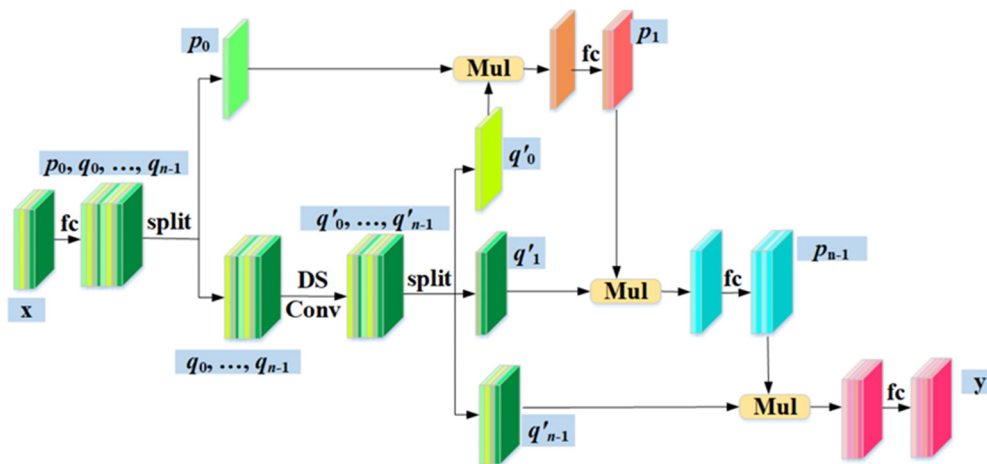 p₀
Mul
fc
p₁
q′₀
p₀, q₀, ..., qₙ₋₁
fc
split
x
q₀, ..., qₙ₋₁
DS
Conv
q′₀, ..., q′ₙ₋₁
split
q′₁
Mul
fc
pₙ₋₁
q′ₙ₋₁
Mul
fc
y